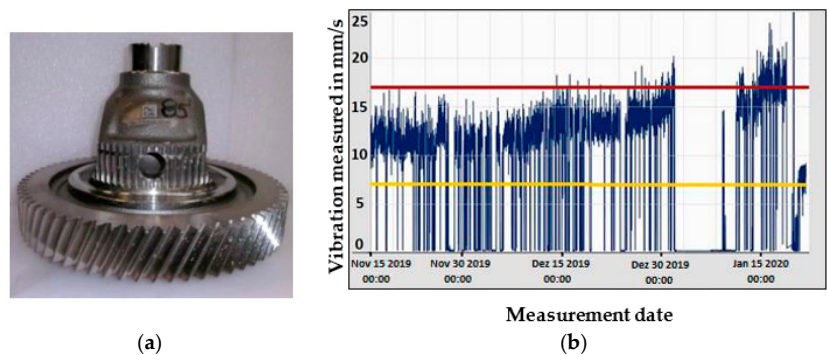 85
Vibration measured in mm/s
25
20
15
10
5
0
Nov 15 2019 Nov 30 2019 Dez 15 2019 Dez 30 2019 Jan 15 2020
00:00 00:00 00:00 00:00 00:00
Measurement date
(a) (b)